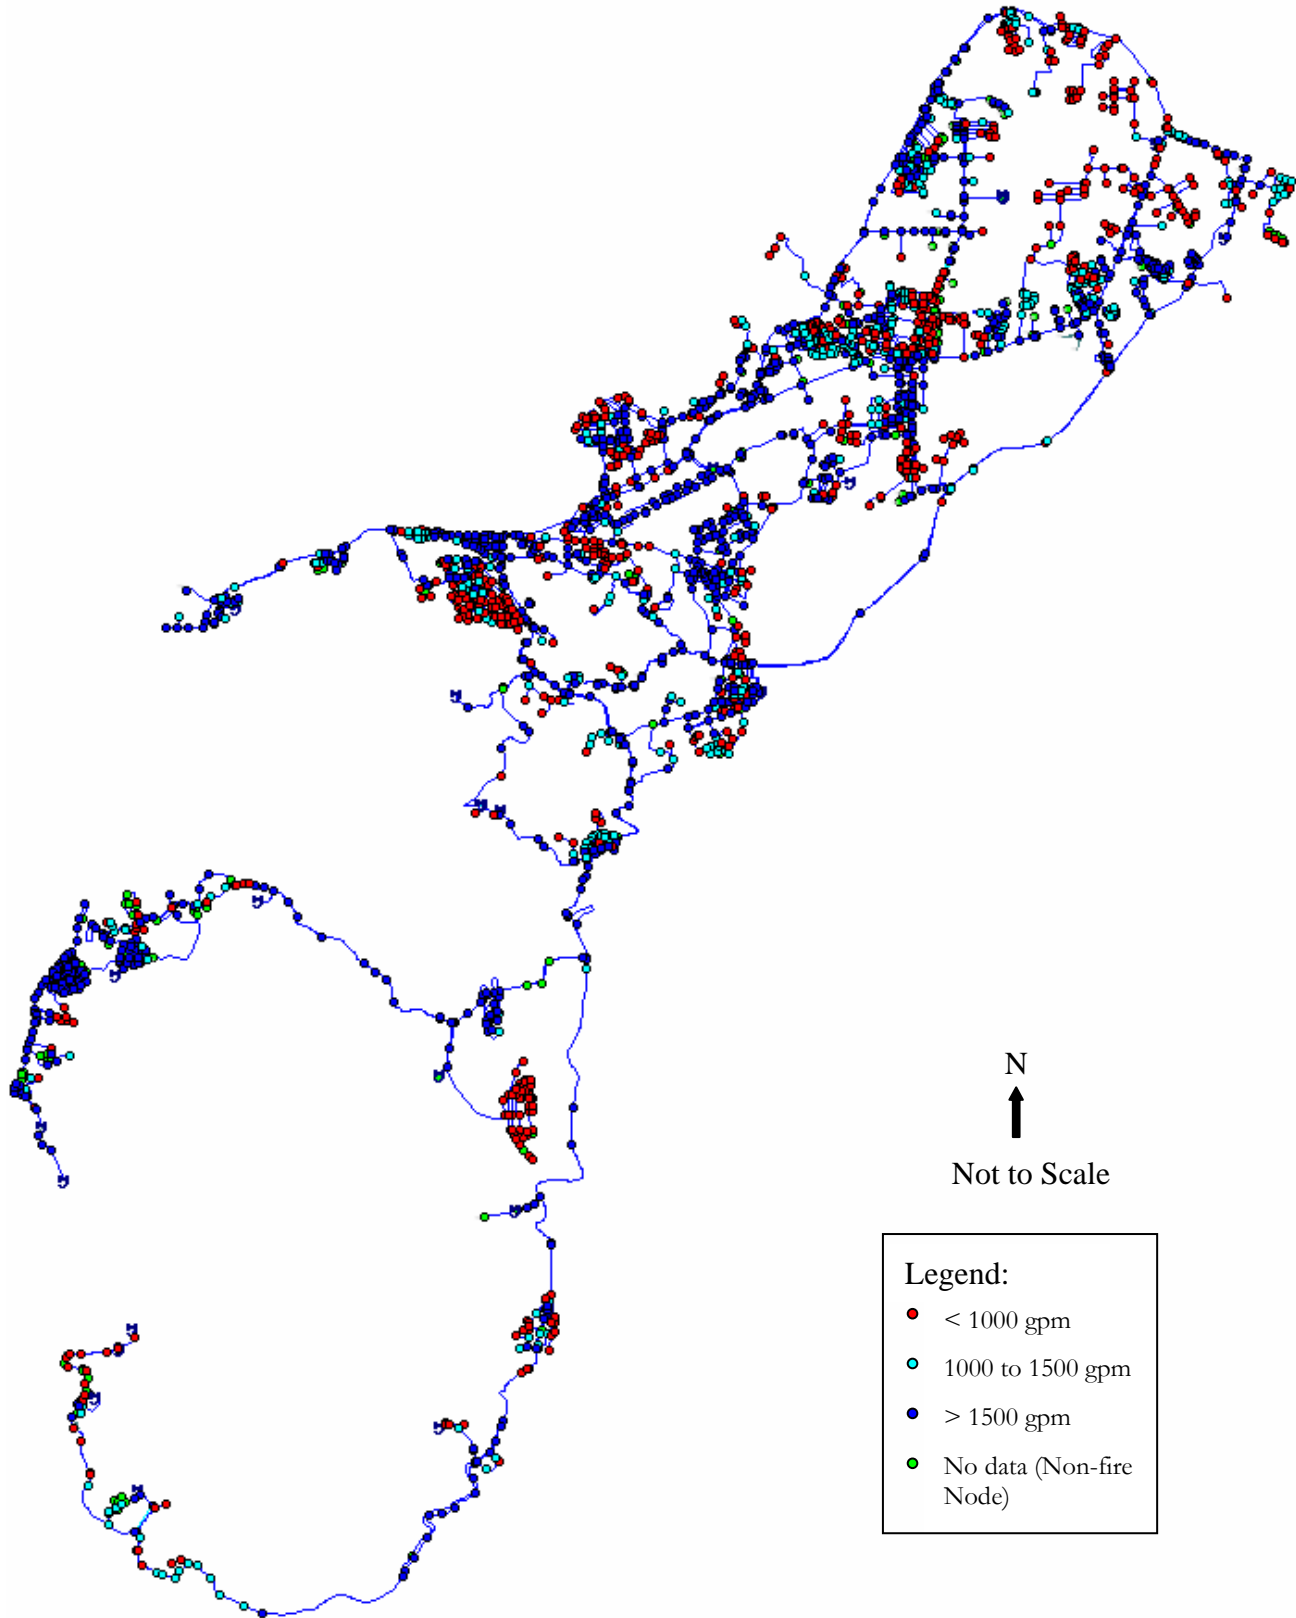 N
Not to Scale
Legend:
< 1000 gpm
1000 to 1500 gpm
> 1500 gpm
No data (Non-fire
Node)